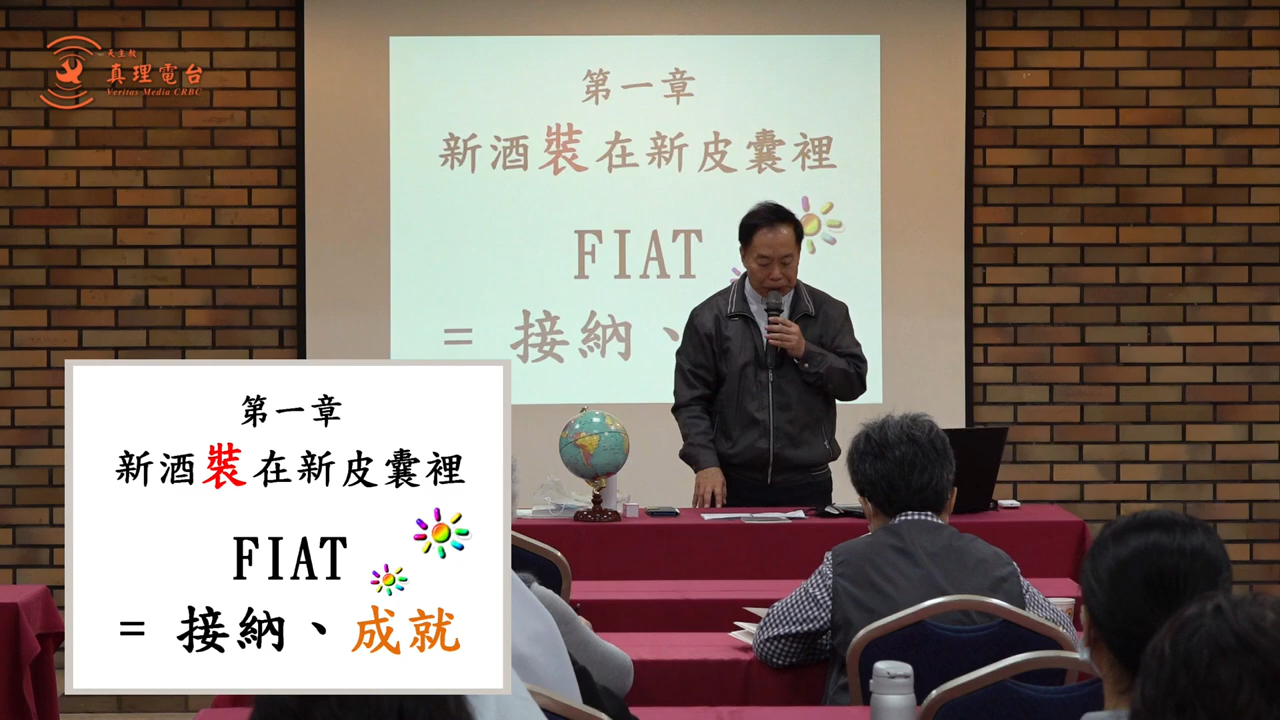 天主教
真理電台
Veritas Media CRBC
第一章
新酒裝在新皮囊裡
FIAT
= 接納、
第一章
新酒裝在新皮囊裡
FIAT
= 接納、成就